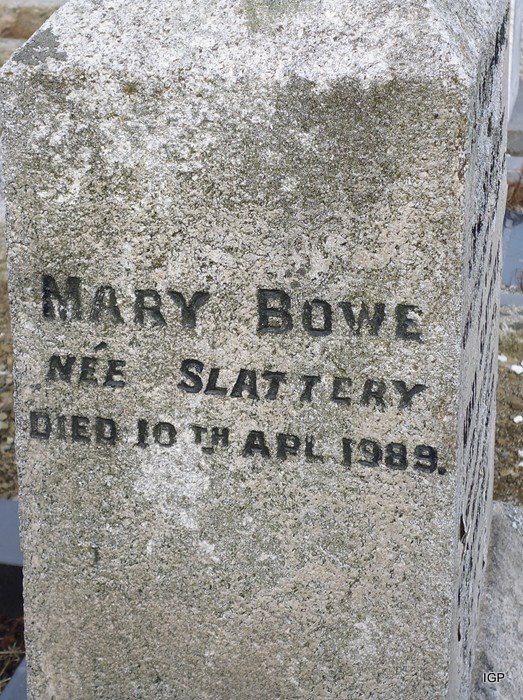 MARY BOWE
NÉE SLATTERY
DIED 10TH APL 1989.
IGP